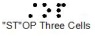 ⠌⠕⠏
"ST"OP Three Cells